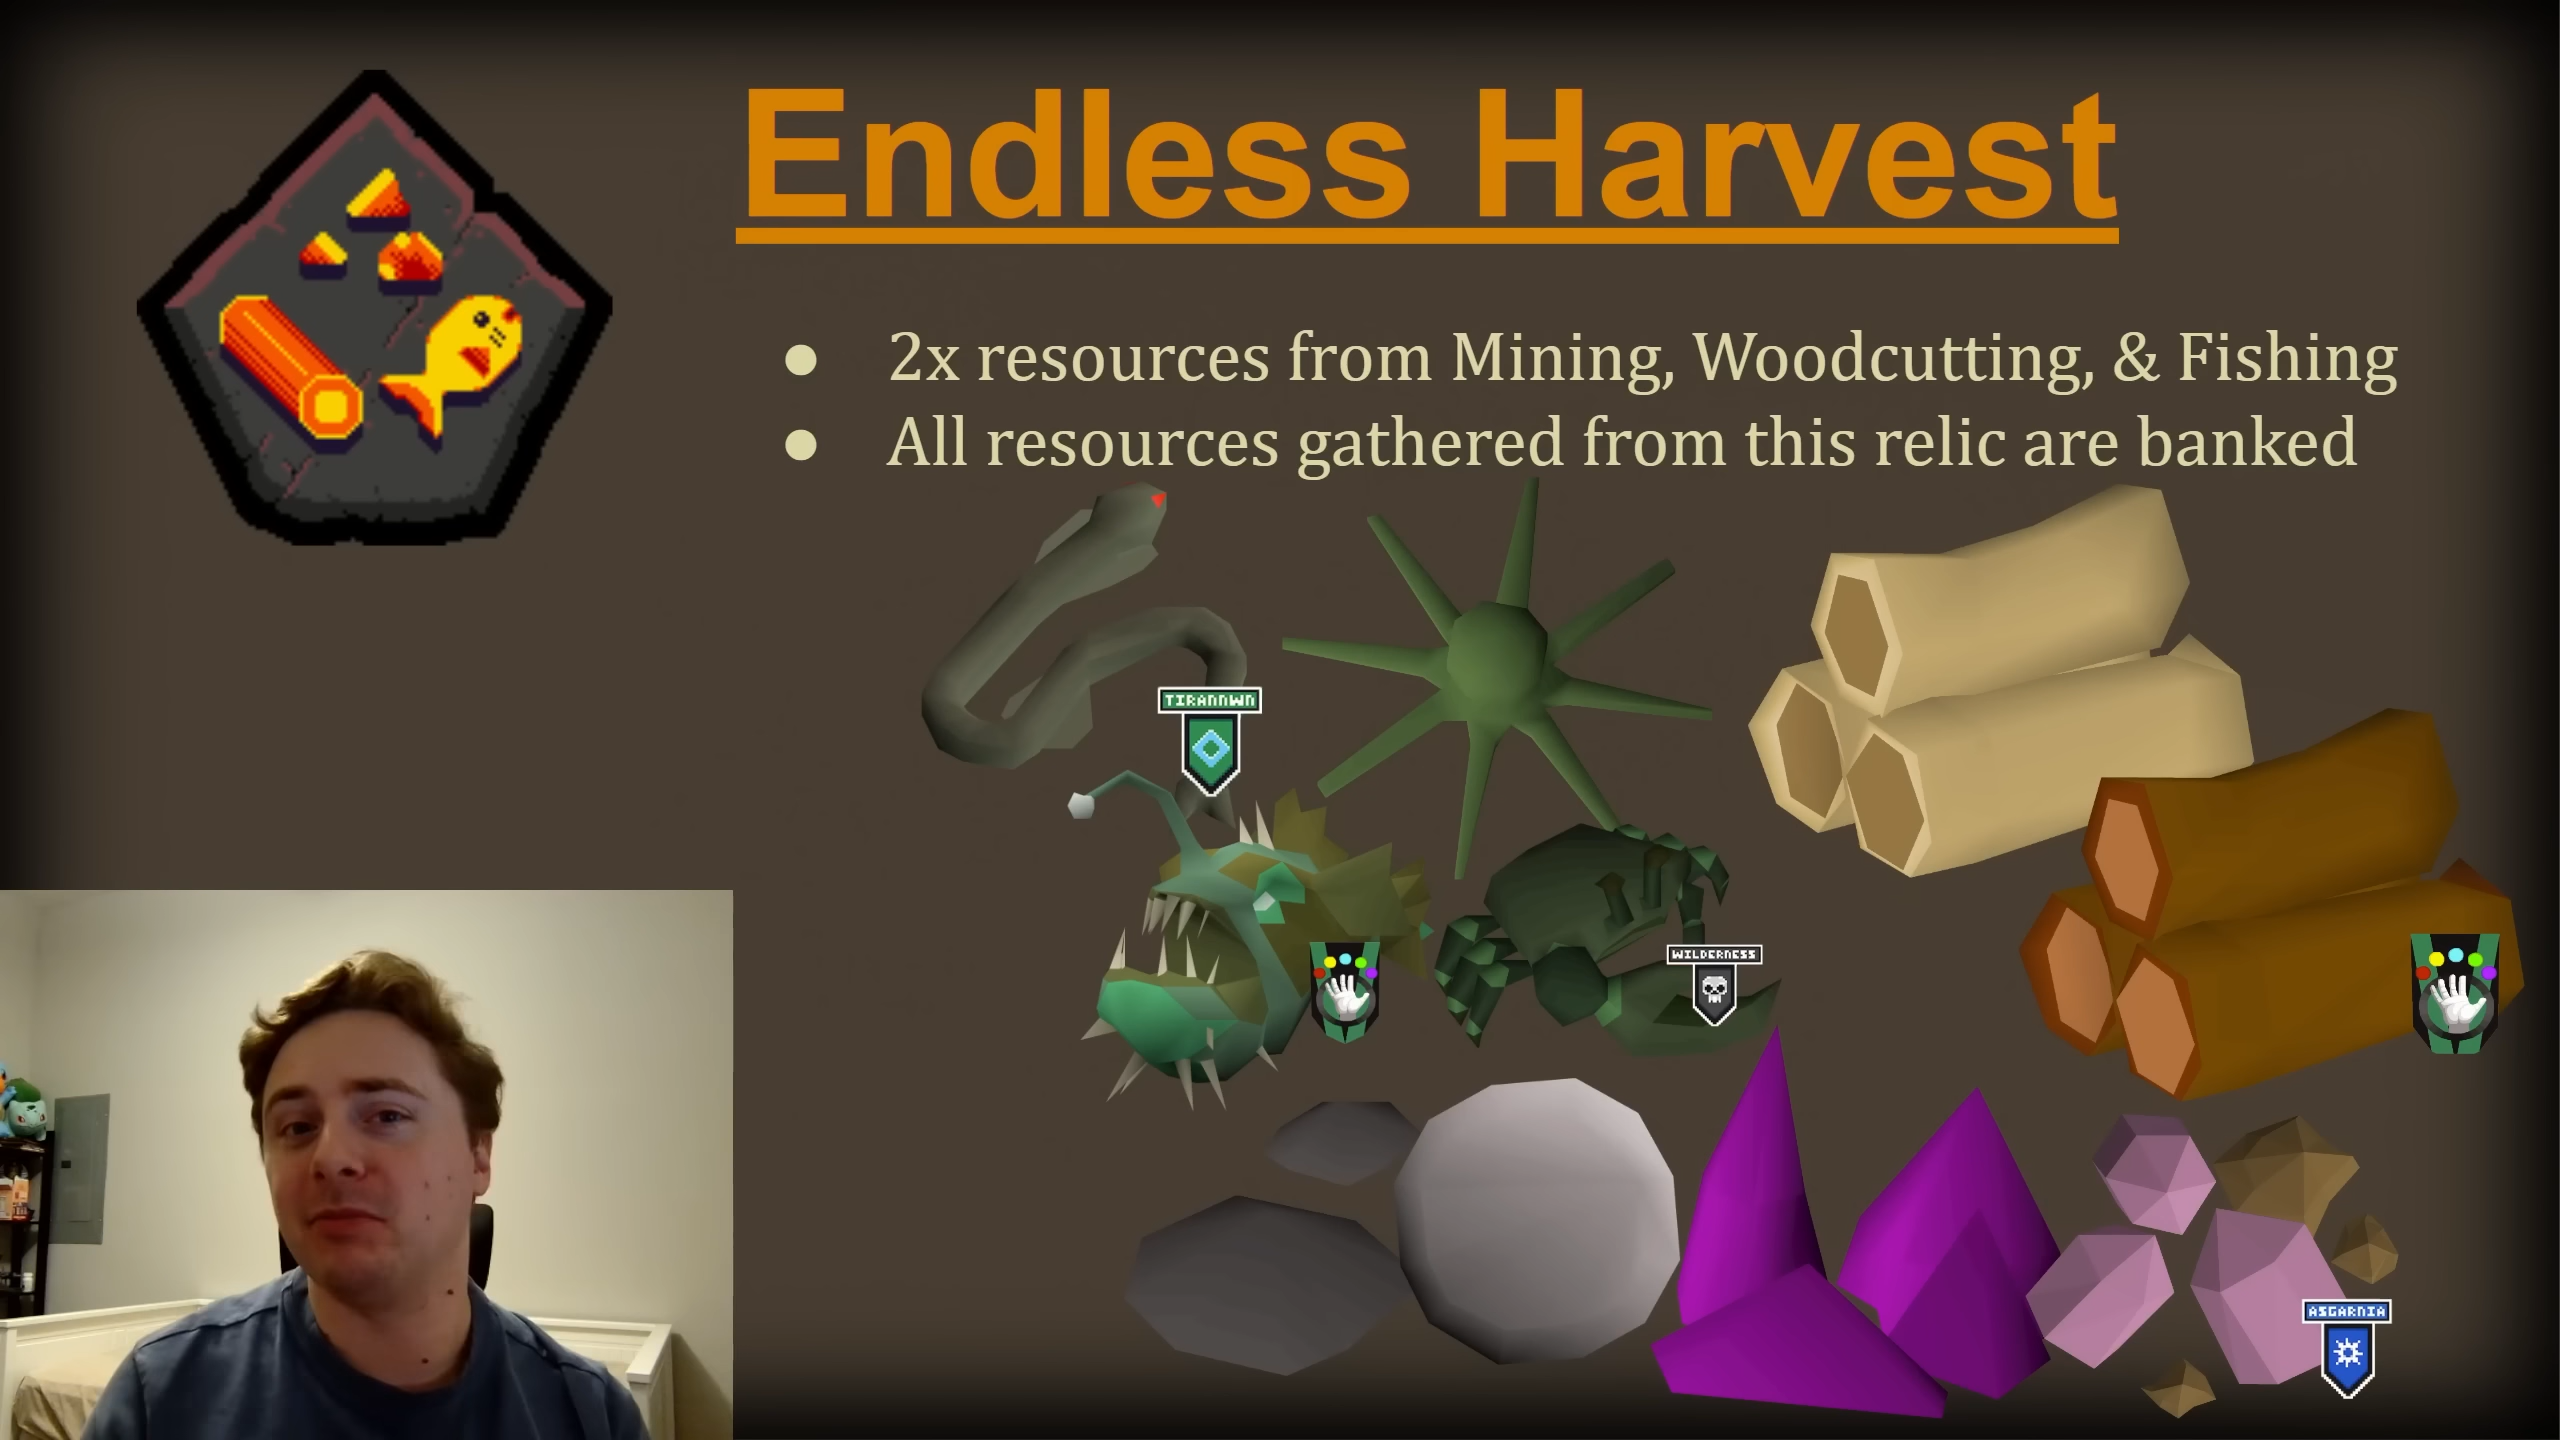 Endless Harvest
● 2x resources from Mining, Woodcutting, & Fishing
● All resources gathered from this relic are banked
TIRANNWN
WILDERNESS
ASGARNIA